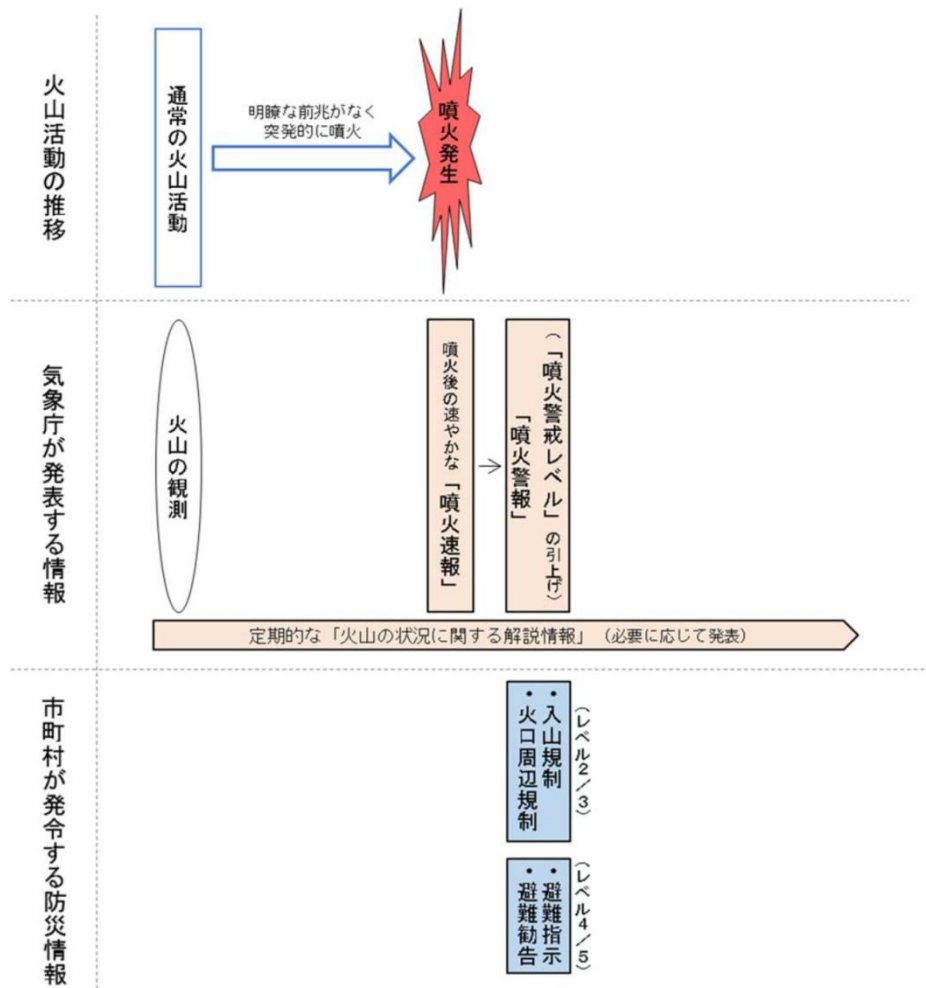 火山活動の推移
通常の火山活動
明瞭な前兆がなく
突発的に噴火
噴火発生
気象庁が発表する情報
火山の観測
噴火後の速やかな「噴火速報」
→
(「噴火警戒レベル」の引上げ)
「噴火警報」
定期的な「火山の状況に関する解説情報」(必要に応じて発表)
市町村が発令する防災情報
(レベル2/3)
・入山規制
・火口周辺規制
(レベル4/5)
・避難指示
・避難勧告